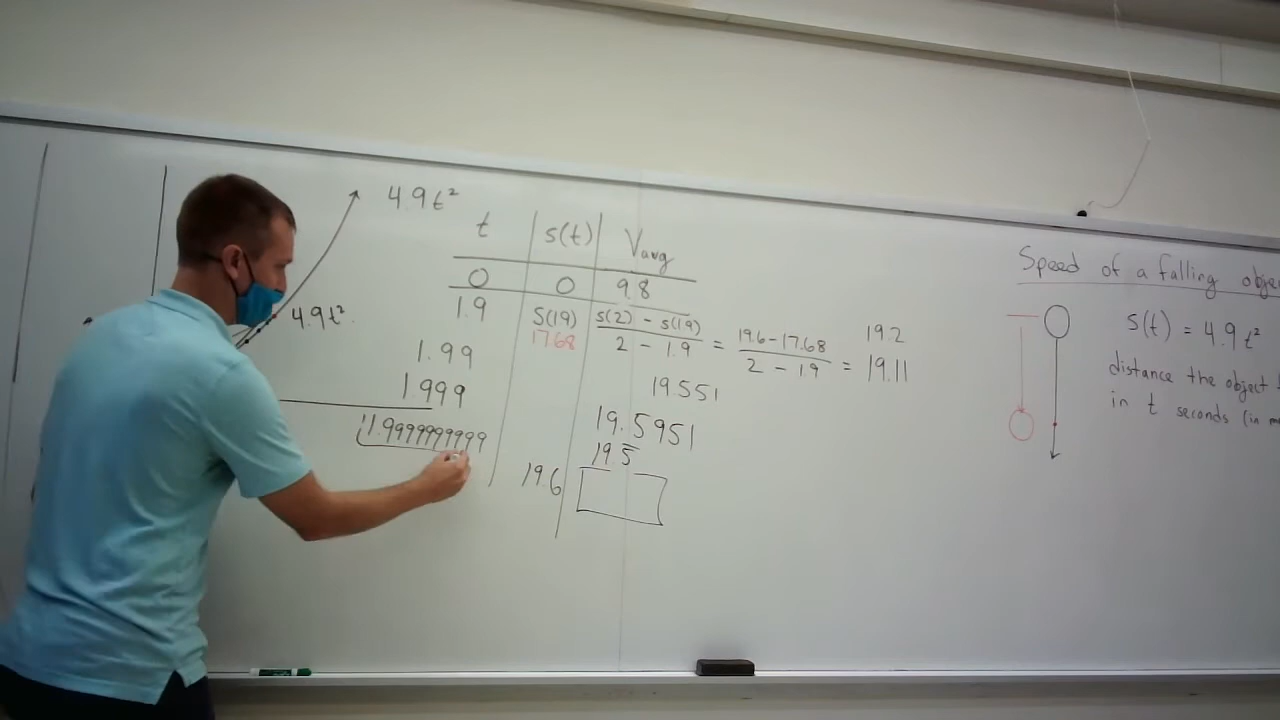 4.9t²
t s(t) Vavg
0 0 9.8
1.9 S(1.9) s(2) - s(1.9) / 2 - 1.9 = 19.6 - 17.68 / 2 - 1.9 = 19.11
17.68
19.2
4.9t²
1.99 19.551
1.999 19.5951
1.9999999999 19.5
19.6
Speed of a falling obje
s(t) = 4.9t²
distance the object
in t seconds (in m